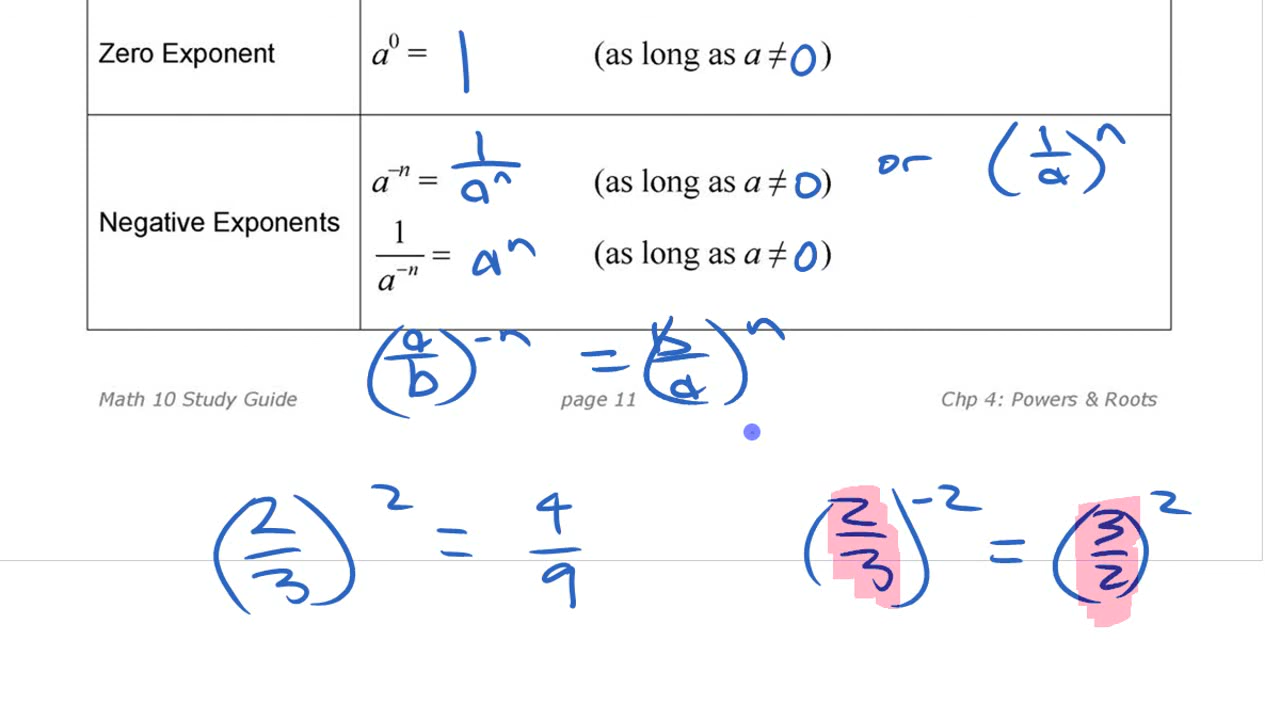 Zero Exponent a⁰ = 1 (as long as a ≠ 0)
Negative Exponents
a⁻ⁿ = 1/aⁿ (as long as a ≠ 0) or (1/a)ⁿ
1/a⁻ⁿ = aⁿ (as long as a ≠ 0)
(a/b)⁻ⁿ = (b/a)ⁿ
Math 10 Study Guide page 11 Chp 4: Powers & Roots
(2/3)² = 4/9 (2/3)⁻² = (3/2)²